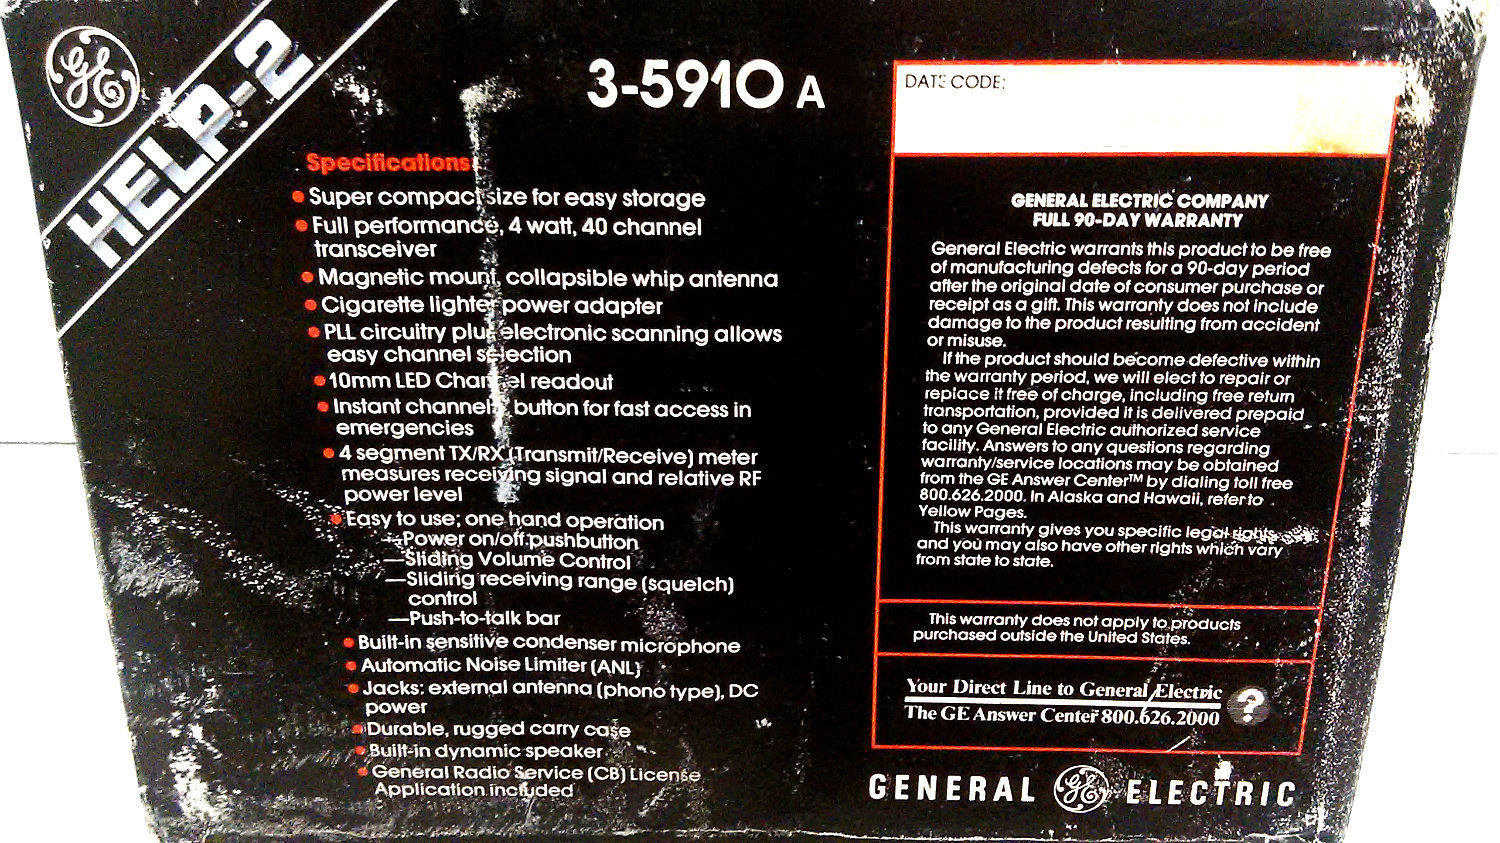 GE
HELP-2
3-5910 A
Specifications
• Super compact size for easy storage
• Full performance, 4 watt, 40 channel
transceiver
• Magnetic mount, collapsible whip antenna
• Cigarette lighter power adapter
• PLL circuitry plus electronic scanning allows
easy channel selection
• 10mm LED Channel readout
• Instant channel button for fast access in
emergencies
• 4 segment TX/RX (Transmit/Receive) meter
measures receiving signal and relative RF
power level
• Easy to use; one hand operation
—Power on/off pushbutton
—Sliding Volume Control
—Sliding receiving range (squelch)
control
—Push-to-talk bar
• Built-in sensitive condenser microphone
• Automatic Noise Limiter (ANL)
• Jacks: external antenna (phono type), DC
power
• Durable, rugged carry case
• Built-in dynamic speaker
• General Radio Service (CB) License
Application included
DATE CODE:
GENERAL ELECTRIC COMPANY
FULL 90-DAY WARRANTY
General Electric warrants this product to be free
of manufacturing defects for a 90-day period
after the original date of consumer purchase or
receipt as a gift. This warranty does not include
damage to the product resulting from accident
or misuse.
If the product should become defective within
the warranty period, we will elect to repair or
replace it free of charge, including free return
transportation, provided it is delivered prepaid
to any General Electric authorized service
facility. Answers to any questions regarding
warranty/service locations may be obtained
from the GE Answer Center™ by dialing toll free
800.626.2000. In Alaska and Hawaii, refer to
Yellow Pages.
This warranty gives you specific legal rights
and you may also have other rights which vary
from state to state.
This warranty does not apply to products
purchased outside the United States.
Your Direct Line to General Electric
The GE Answer Center™ 800.626.2000
?
GENERAL GE ELECTRIC